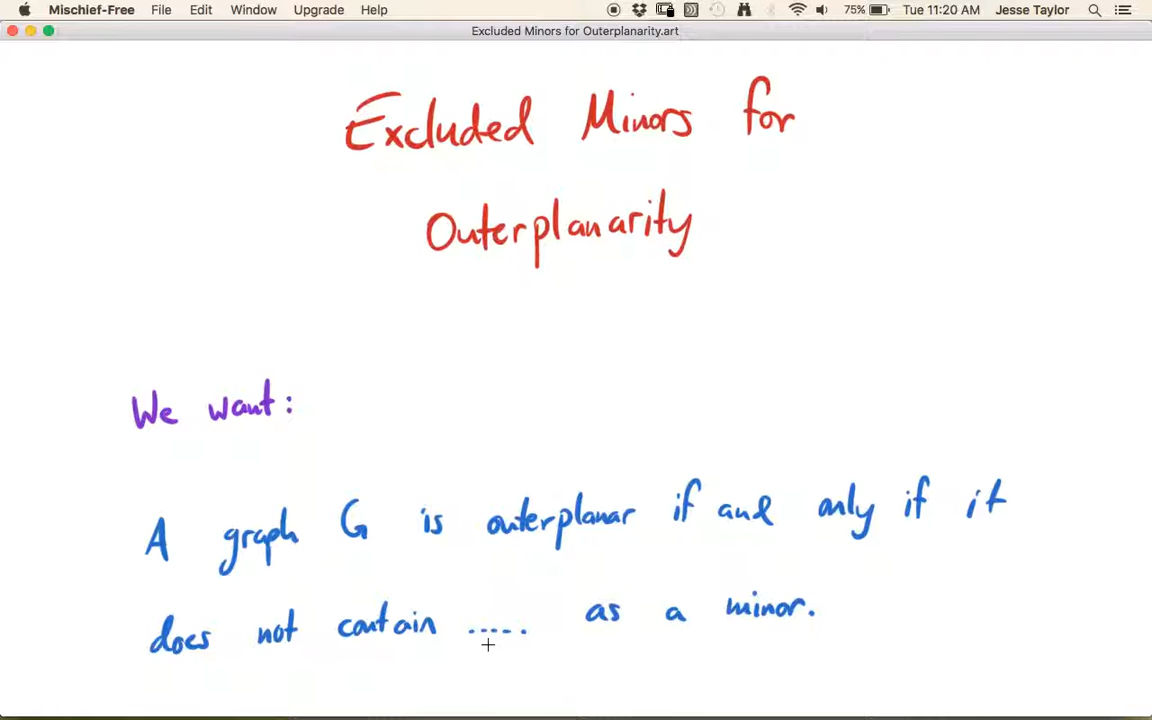 Mischief-Free File Edit Window Upgrade Help 75% Tue 11:20 AM Jesse Taylor
Excluded Minors for Outerplanarity.art
Excluded Minors for
Outerplanarity
We want:
A graph G is outerplanar if and only if it
does not contain ..... as a minor.